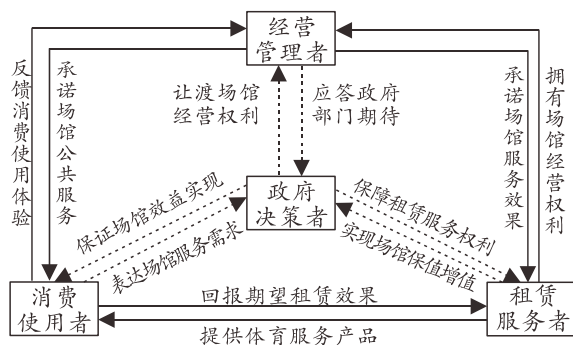 经营
管理者
反馈消费使用体验
承诺场馆公共服务
让渡场馆
经营权利
应答政府
部门期待
承诺场馆服务效果
拥有场馆经营权利
政府
决策者
保证场馆效益实现
表达场馆服务需求
保障租赁服务权利
实现场馆保值增值
消费
使用者
回报期望租赁效果
提供体育服务产品
租赁
服务者